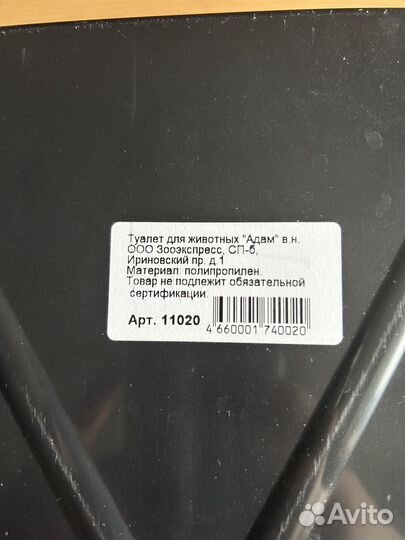 Туалет для животных "Адам" в.н.
ООО Зооэкспресс, СП-б,
Ириновский пр. д.1
Материал: полипропилен.
Товар не подлежит обязательной
сертификации.
Арт. 11020
4 660001 740020
Avito